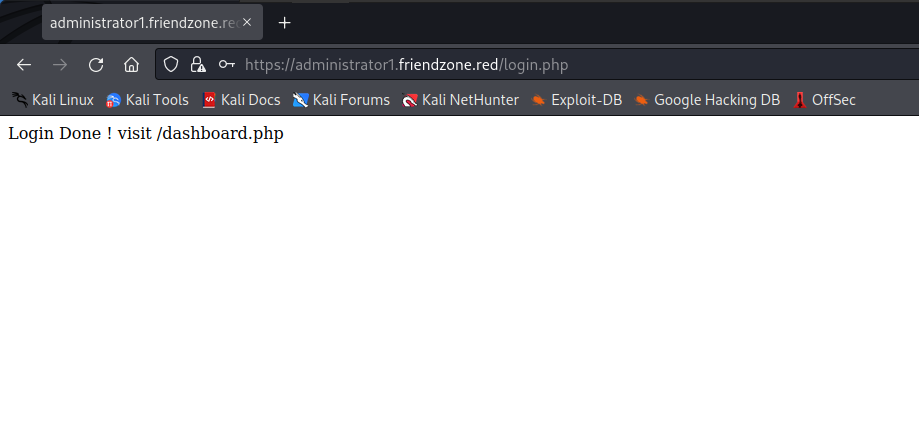 administrator1.friendzone.red
https://administrator1.friendzone.red/login.php
Kali Linux Kali Tools Kali Docs Kali Forums Kali NetHunter Exploit-DB Google Hacking DB OffSec
Login Done ! visit /dashboard.php